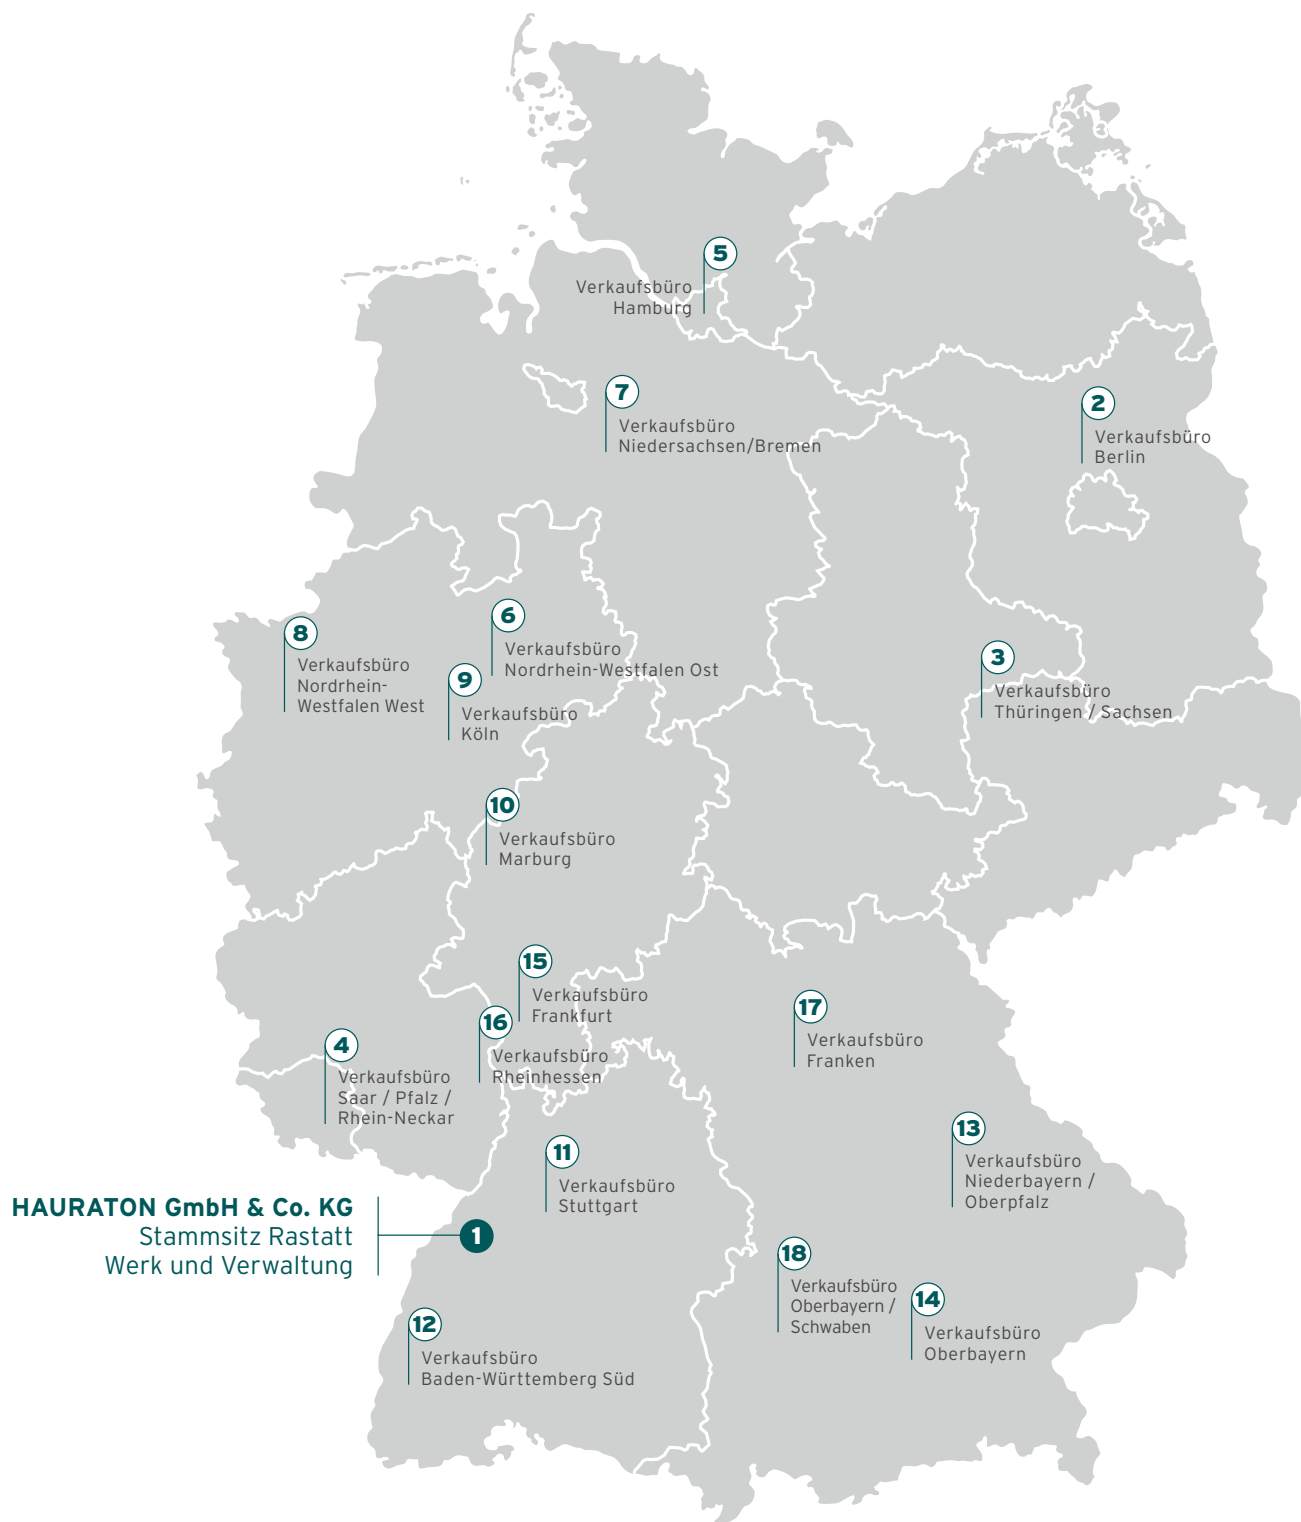 5
Verkaufsbüro
Hamburg
7
Verkaufsbüro
Niedersachsen/Bremen
2
Verkaufsbüro
Berlin
6
Verkaufsbüro
Nordrhein-Westfalen Ost
8
Verkaufsbüro
Nordrhein-
Westfalen West
9
Verkaufsbüro
Köln
3
Verkaufsbüro
Thüringen / Sachsen
10
Verkaufsbüro
Marburg
15
Verkaufsbüro
Frankfurt
16
Verkaufsbüro
Rheinhessen
17
Verkaufsbüro
Franken
4
Verkaufsbüro
Saar / Pfalz /
Rhein-Neckar
13
Verkaufsbüro
Niederbayern /
Oberpfalz
11
Verkaufsbüro
Stuttgart
HAURATON GmbH & Co. KG
Stammsitz Rastatt
Werk und Verwaltung
1
18
Verkaufsbüro
Oberbayern /
Schwaben
14
Verkaufsbüro
Oberbayern
12
Verkaufsbüro
Baden-Württemberg Süd